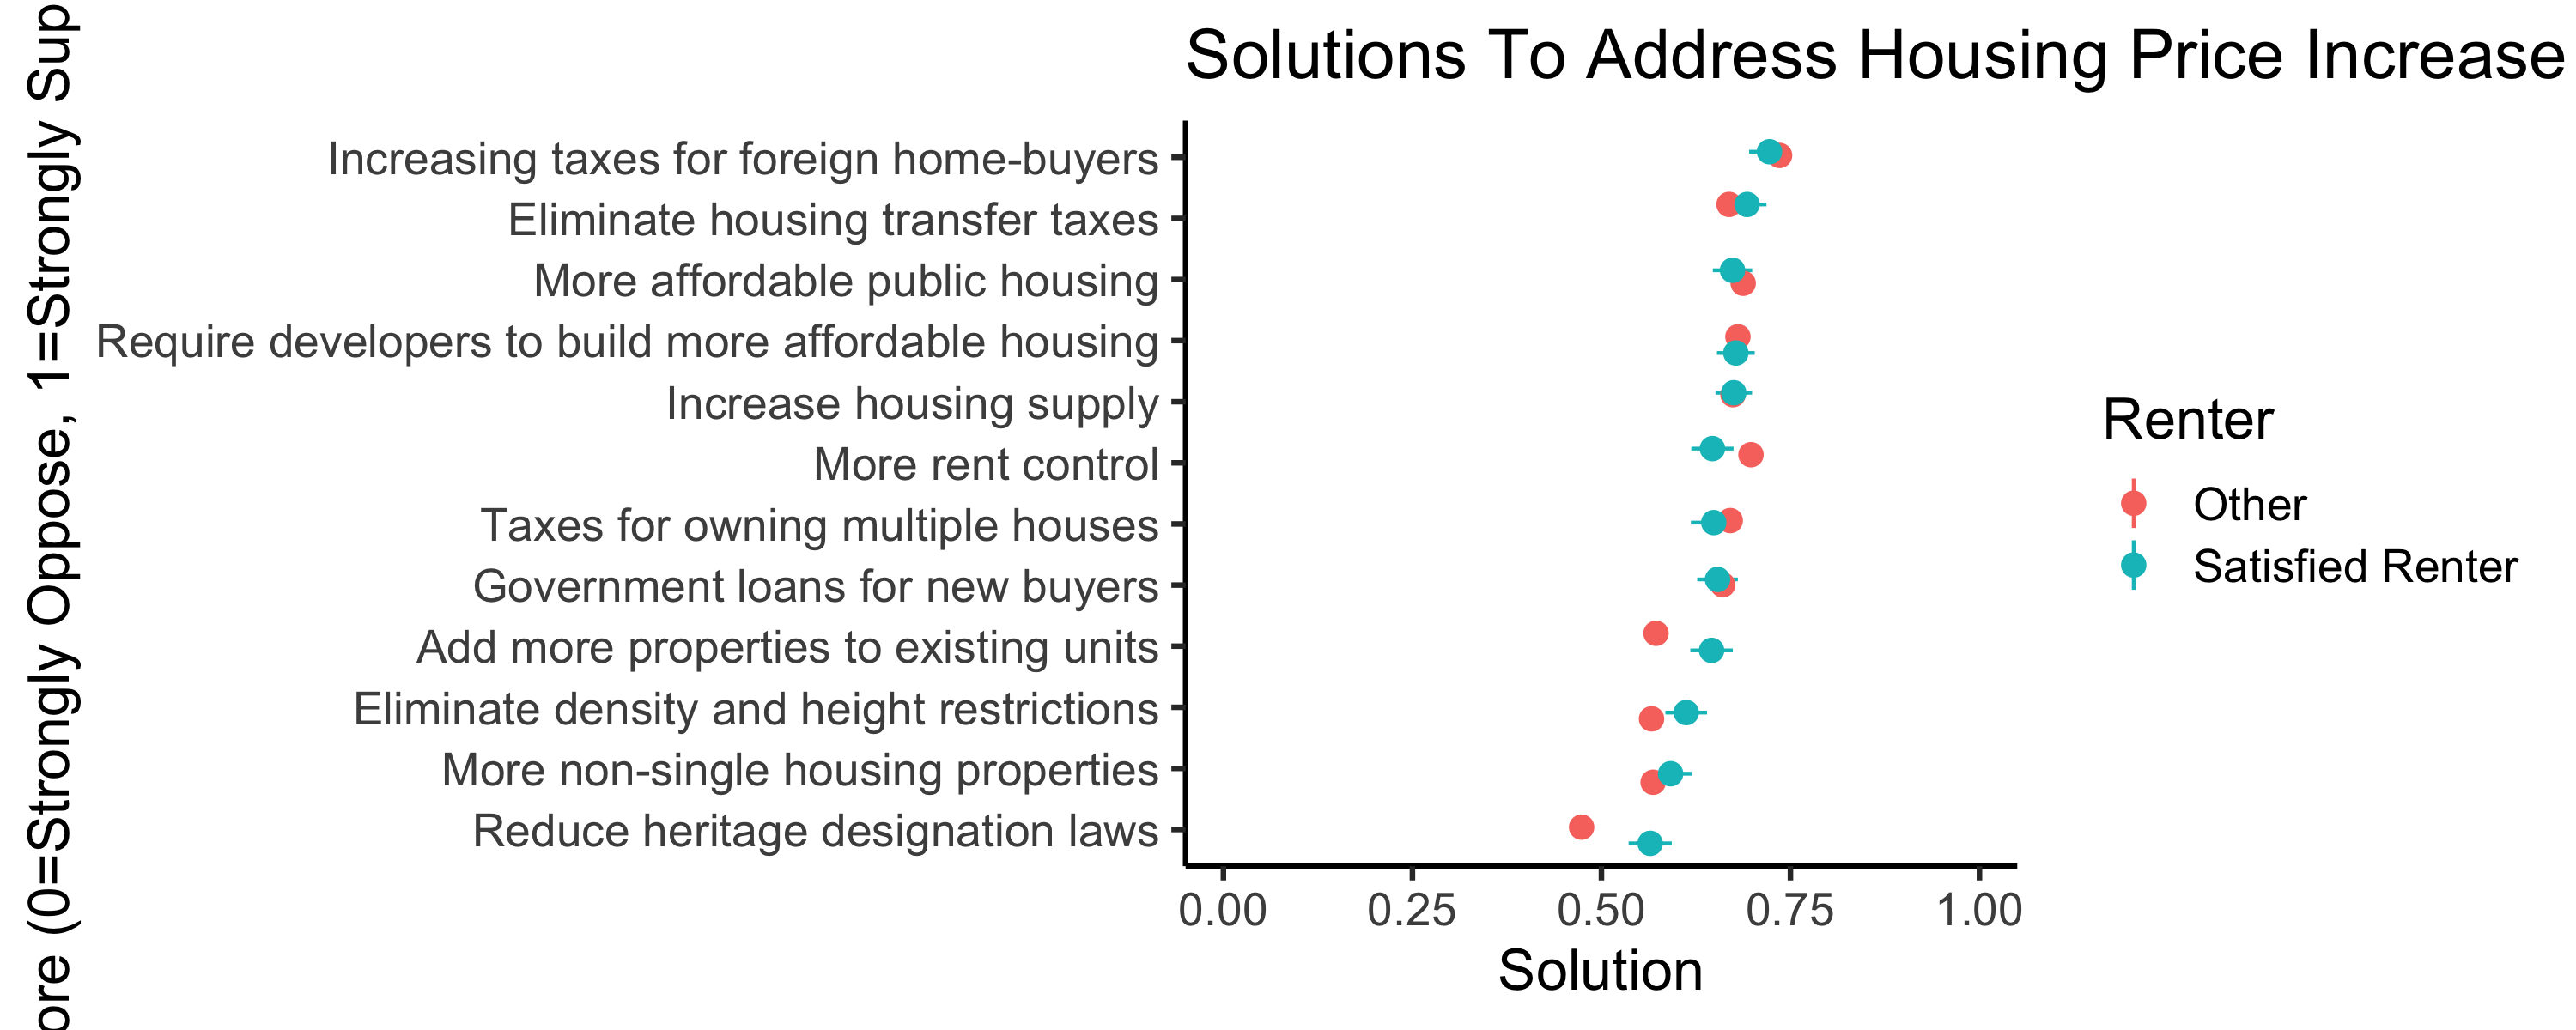 Solutions To Address Housing Price Increase
ore (0=Strongly Oppose, 1=Strongly Sup
Increasing taxes for foreign home-buyers
Eliminate housing transfer taxes
More affordable public housing
Require developers to build more affordable housing
Increase housing supply
More rent control
Taxes for owning multiple houses
Government loans for new buyers
Add more properties to existing units
Eliminate density and height restrictions
More non-single housing properties
Reduce heritage designation laws
0.00 0.25 0.50 0.75 1.00
Solution
Renter
Other
Satisfied Renter